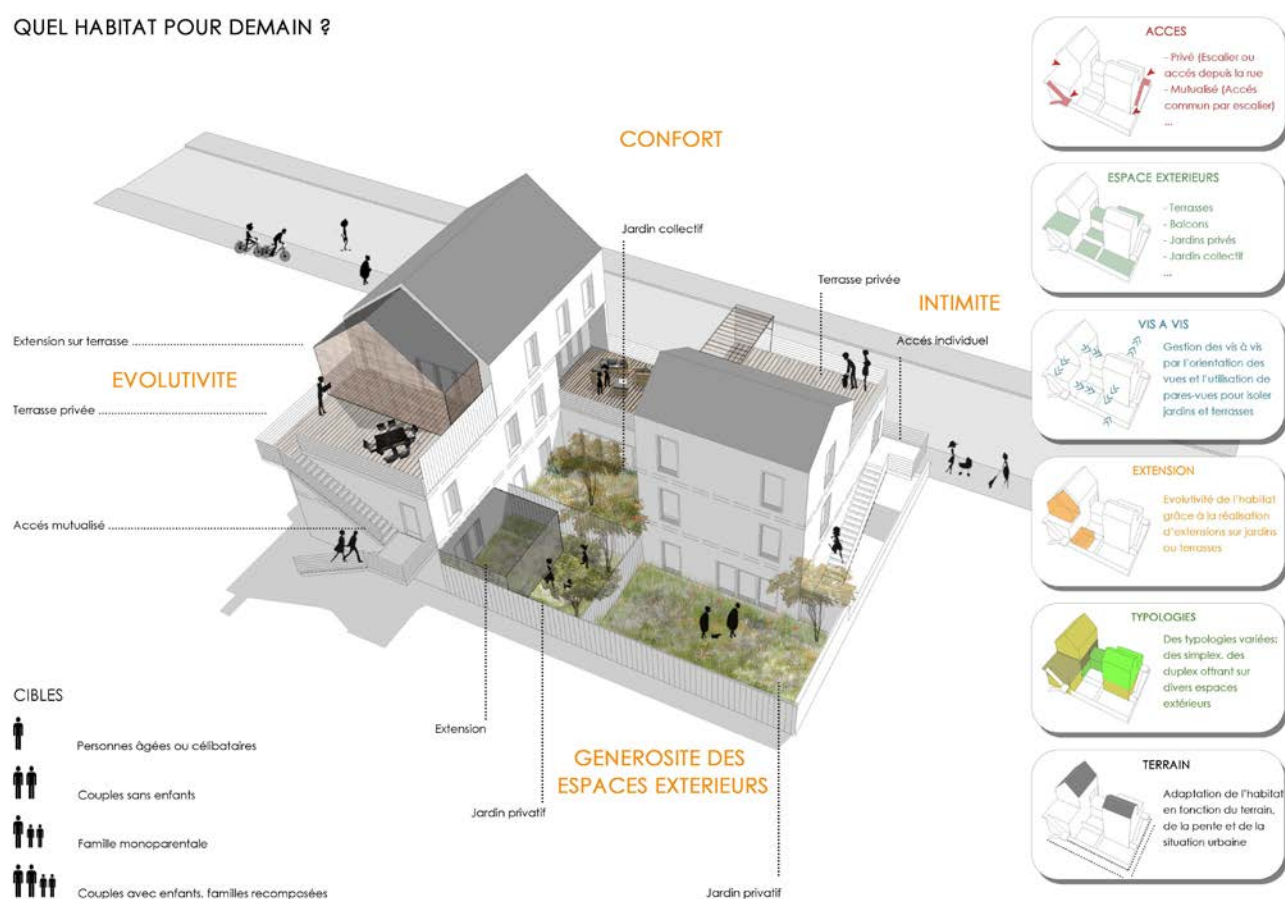 QUEL HABITAT POUR DEMAIN ?
CONFORT
Jardin collectif
Terrasse privée
INTIMITE
Accés individuel
Extension sur terrasse
EVOLUTIVITE
Terrasse privée
Accés mutualisé
Extension
GENEROSITE DES
ESPACES EXTERIEURS
Jardin privatif
Jardin privatif
CIBLES
Personnes âgées ou célibataires
Couples sans enfants
Famille monoparentale
Couples avec enfants, familles recomposées
ACCES
- Privé (Escalier ou
accés depuis la rue
- Mutualisé (Accés
commun par escalier)
...
ESPACE EXTERIEURS
- Terrasses
- Balcons
- Jardins privés
- Jardin collectif
...
VIS A VIS
Gestion des vis à vis
par l'orientation des
vues et l'utilisation de
pares-vues pour isoler
jardins et terrasses
EXTENSION
Evolutivité de l'habitat
grâce à la réalisation
d'extensions sur jardins
ou terrasses
TYPOLOGIES
Des typologies variées:
des simplex, des
duplex offrant sur
divers espaces
extérieurs
TERRAIN
Adaptation de l'habitat
en fonction du terrain,
de la pente et de la
situation urbaine